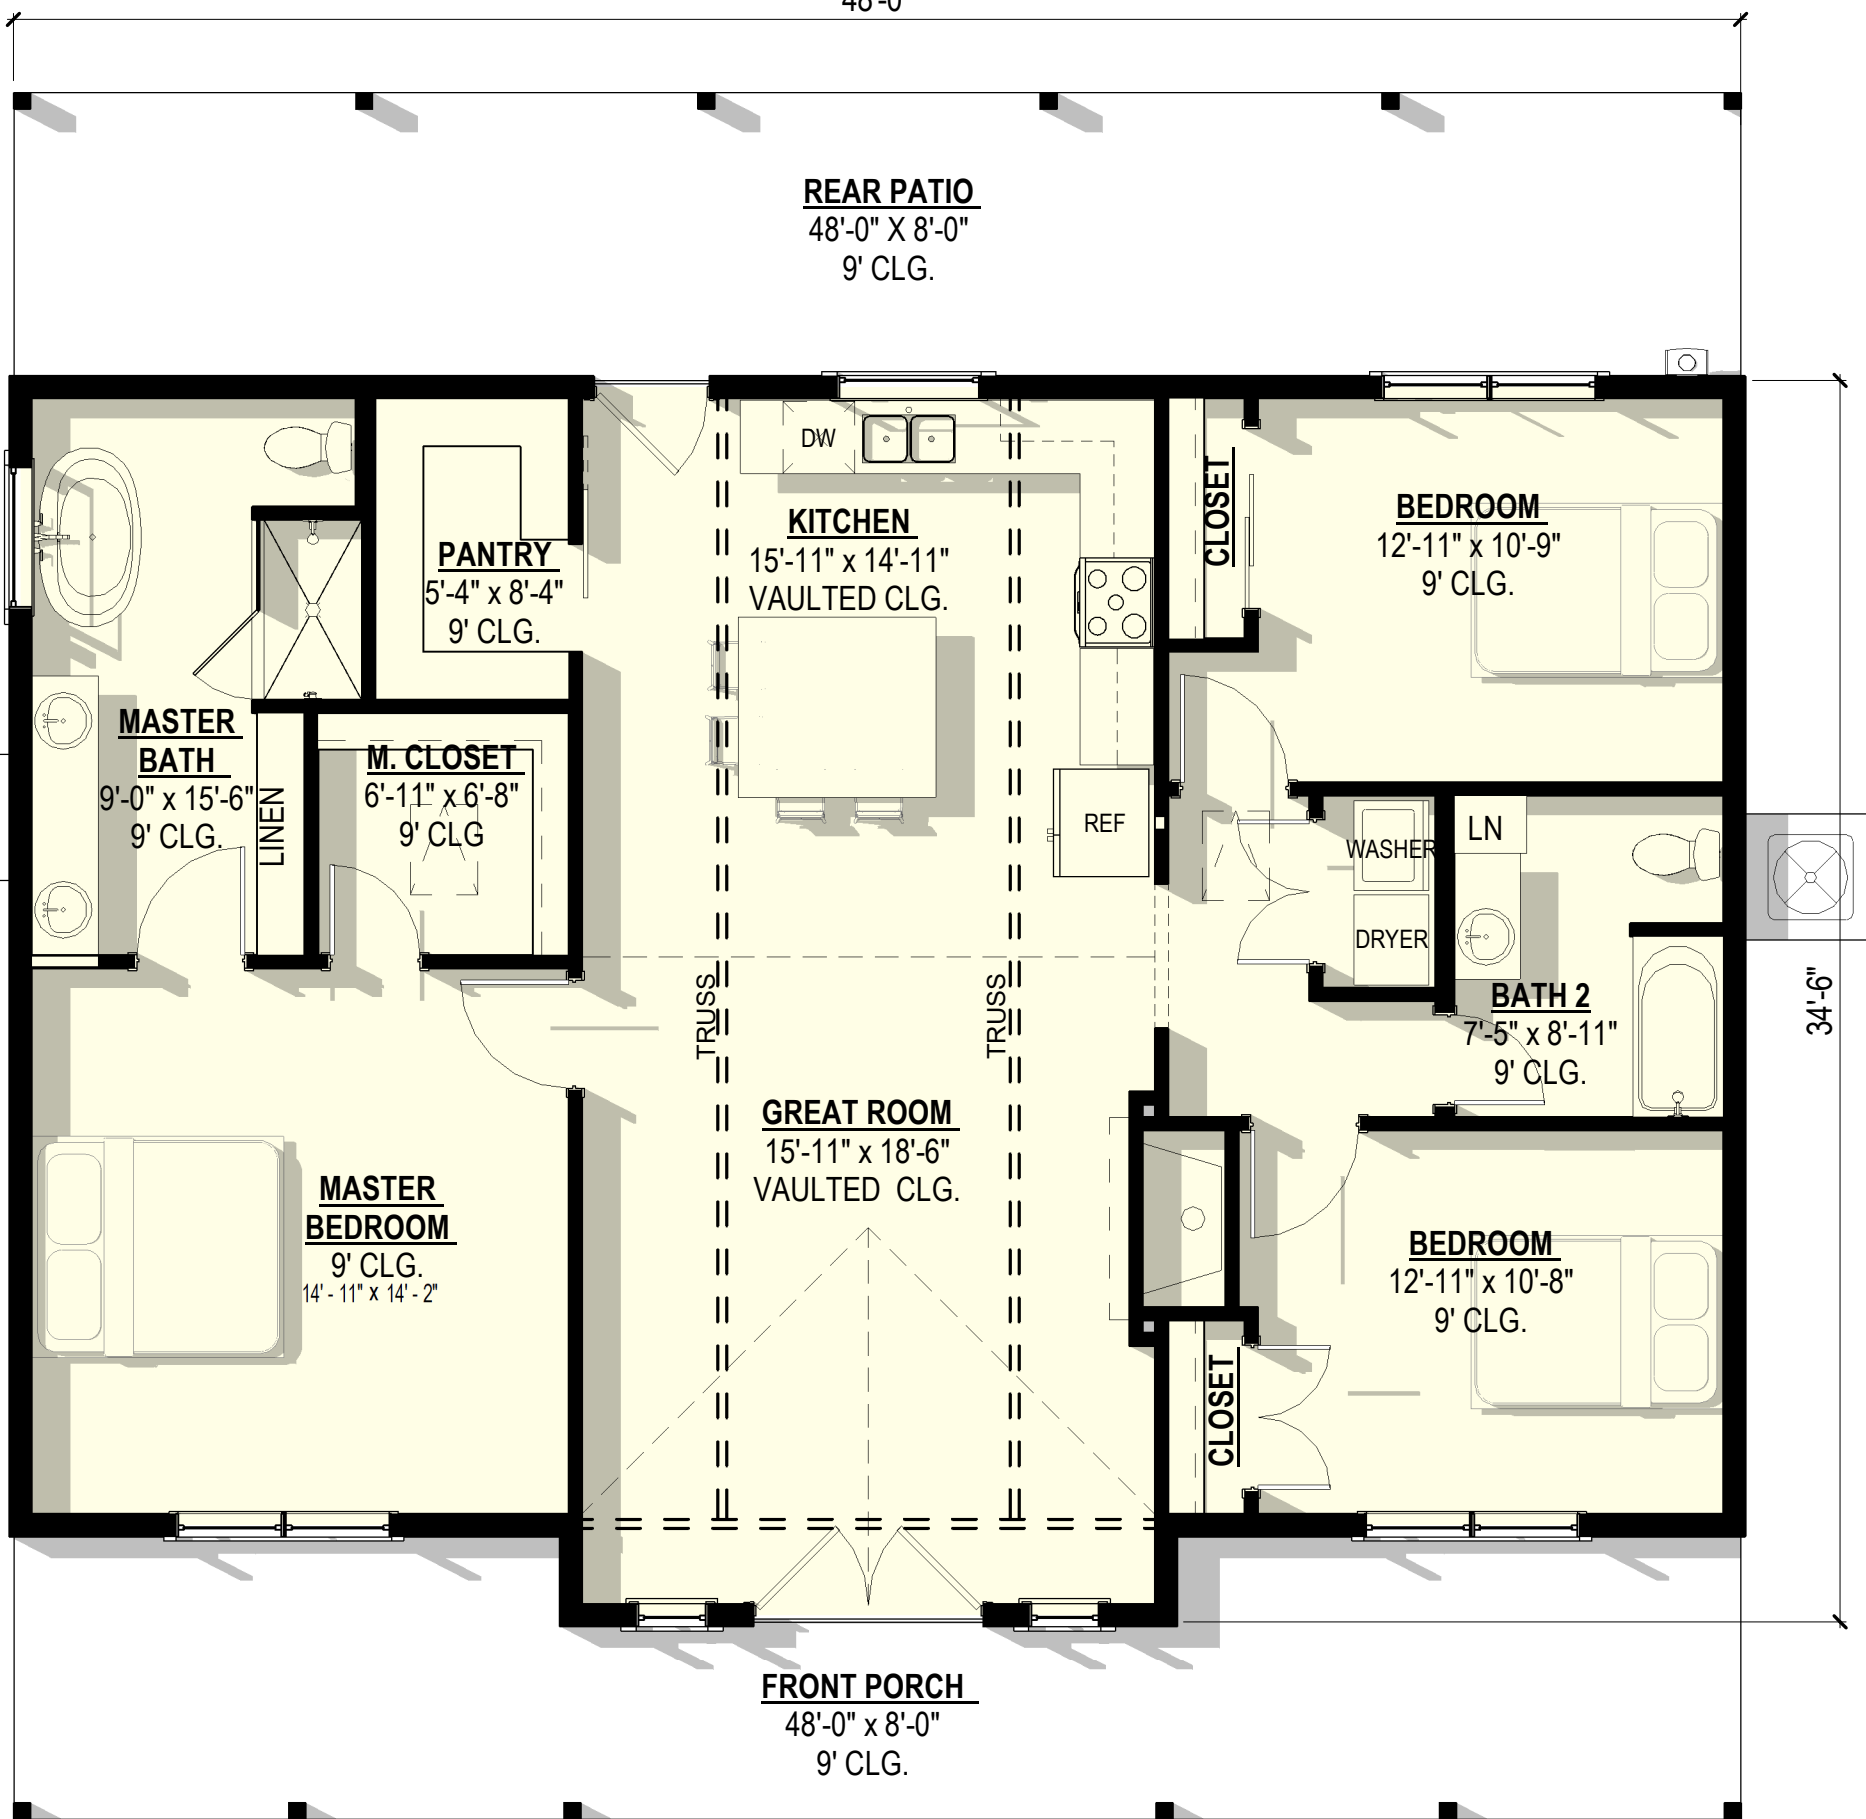 48'-0"
REAR PATIO
48'-0" X 8'-0"
9' CLG.
DW
KITCHEN
15'-11" x 14'-11"
VAULTED CLG.
PANTRY
5'-4" x 8'-4"
9' CLG.
CLOSET
BEDROOM
12'-11" x 10'-9"
9' CLG.
MASTER
BATH
9'-0" x 15'-6"
9' CLG.
LINEN
M. CLOSET
6'-11" x 6'-8"
9' CLG
REF
WASHER
DRYER
LN
BATH 2
7'-5" x 8'-11"
9' CLG.
34'-6"
TRUSS
TRUSS
GREAT ROOM
15'-11" x 18'-6"
VAULTED CLG.
MASTER
BEDROOM
9' CLG.
14' - 11" x 14' - 2"
BEDROOM
12'-11" x 10'-8"
9' CLG.
CLOSET
FRONT PORCH
48'-0" x 8'-0"
9' CLG.